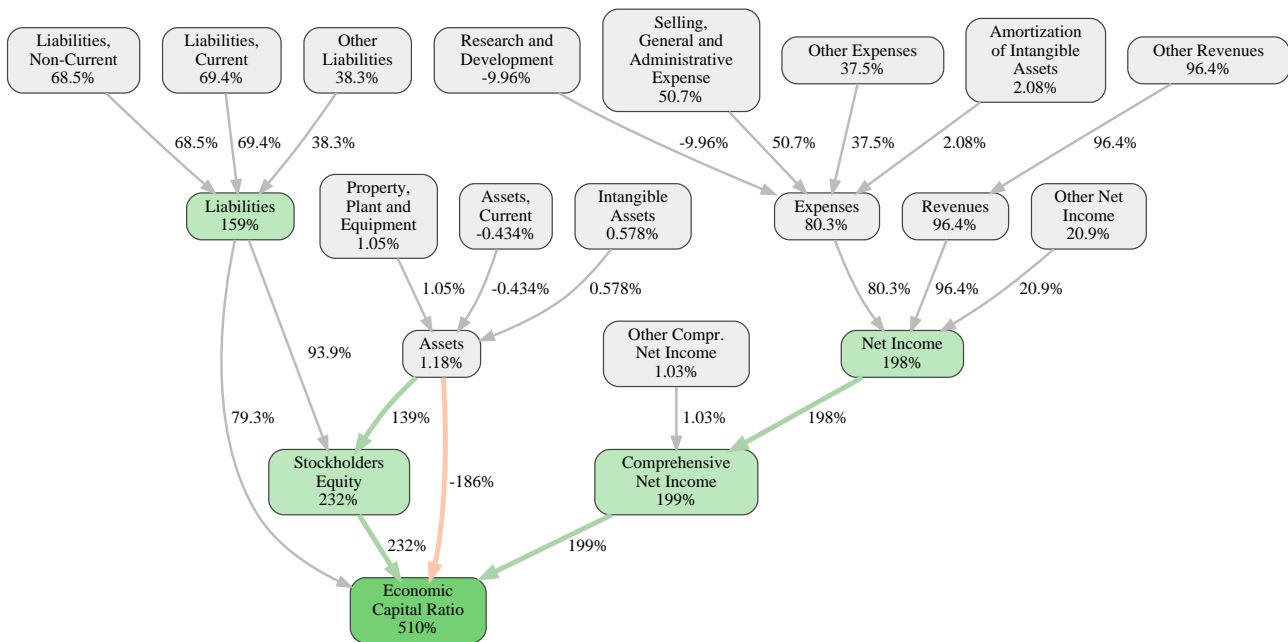 Liabilities,
Non-Current
68.5%
Liabilities,
Current
69.4%
Other
Liabilities
38.3%
Research and
Development
-9.96%
Selling,
General and
Administrative
Expense
50.7%
Other Expenses
37.5%
Amortization
of Intangible
Assets
2.08%
Other Revenues
96.4%
68.5%
69.4%
38.3%
-9.96%
50.7%
37.5%
2.08%
96.4%
Liabilities
159%
Property,
Plant and
Equipment
1.05%
Assets,
Current
-0.434%
Intangible
Assets
0.578%
Expenses
80.3%
Revenues
96.4%
Other Net
Income
20.9%
1.05%
-0.434%
0.578%
80.3%
96.4%
20.9%
93.9%
Assets
1.18%
Other Compr.
Net Income
1.03%
Net Income
198%
79.3%
139%
-186%
1.03%
198%
Stockholders
Equity
232%
Comprehensive
Net Income
199%
232%
199%
Economic
Capital Ratio
510%